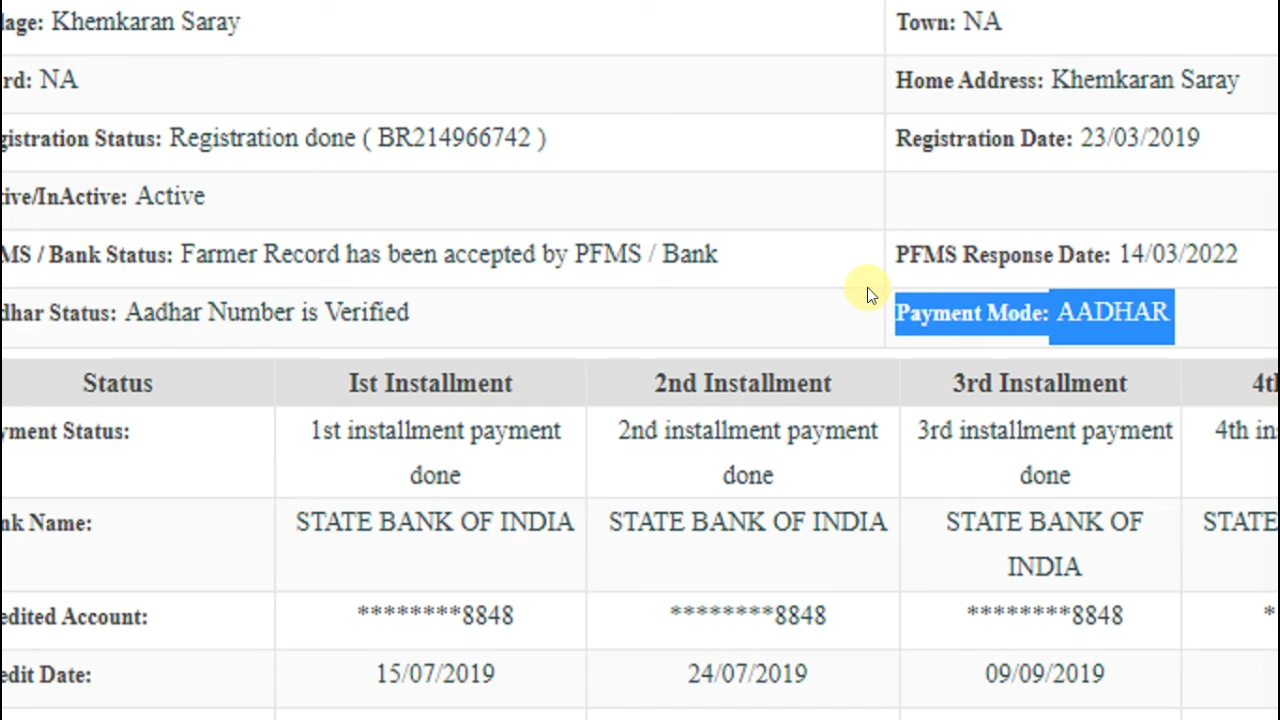 lage: Khemkaran Saray Town: NA
rd: NA Home Address: Khemkaran Saray
gistration Status: Registration done ( BR214966742 ) Registration Date: 23/03/2019
tive/InActive: Active
MS / Bank Status: Farmer Record has been accepted by PFMS / Bank PFMS Response Date: 14/03/2022
dhar Status: Aadhar Number is Verified Payment Mode: AADHAR
Status Ist Installment 2nd Installment 3rd Installment 4th
yment Status: 1st installment payment 2nd installment payment 3rd installment payment 4th in
done done done
nk Name: STATE BANK OF INDIA STATE BANK OF INDIA STATE BANK OF STATE
INDIA
edited Account: ********8848 ********8848 ********8848 *
edit Date: 15/07/2019 24/07/2019 09/09/2019